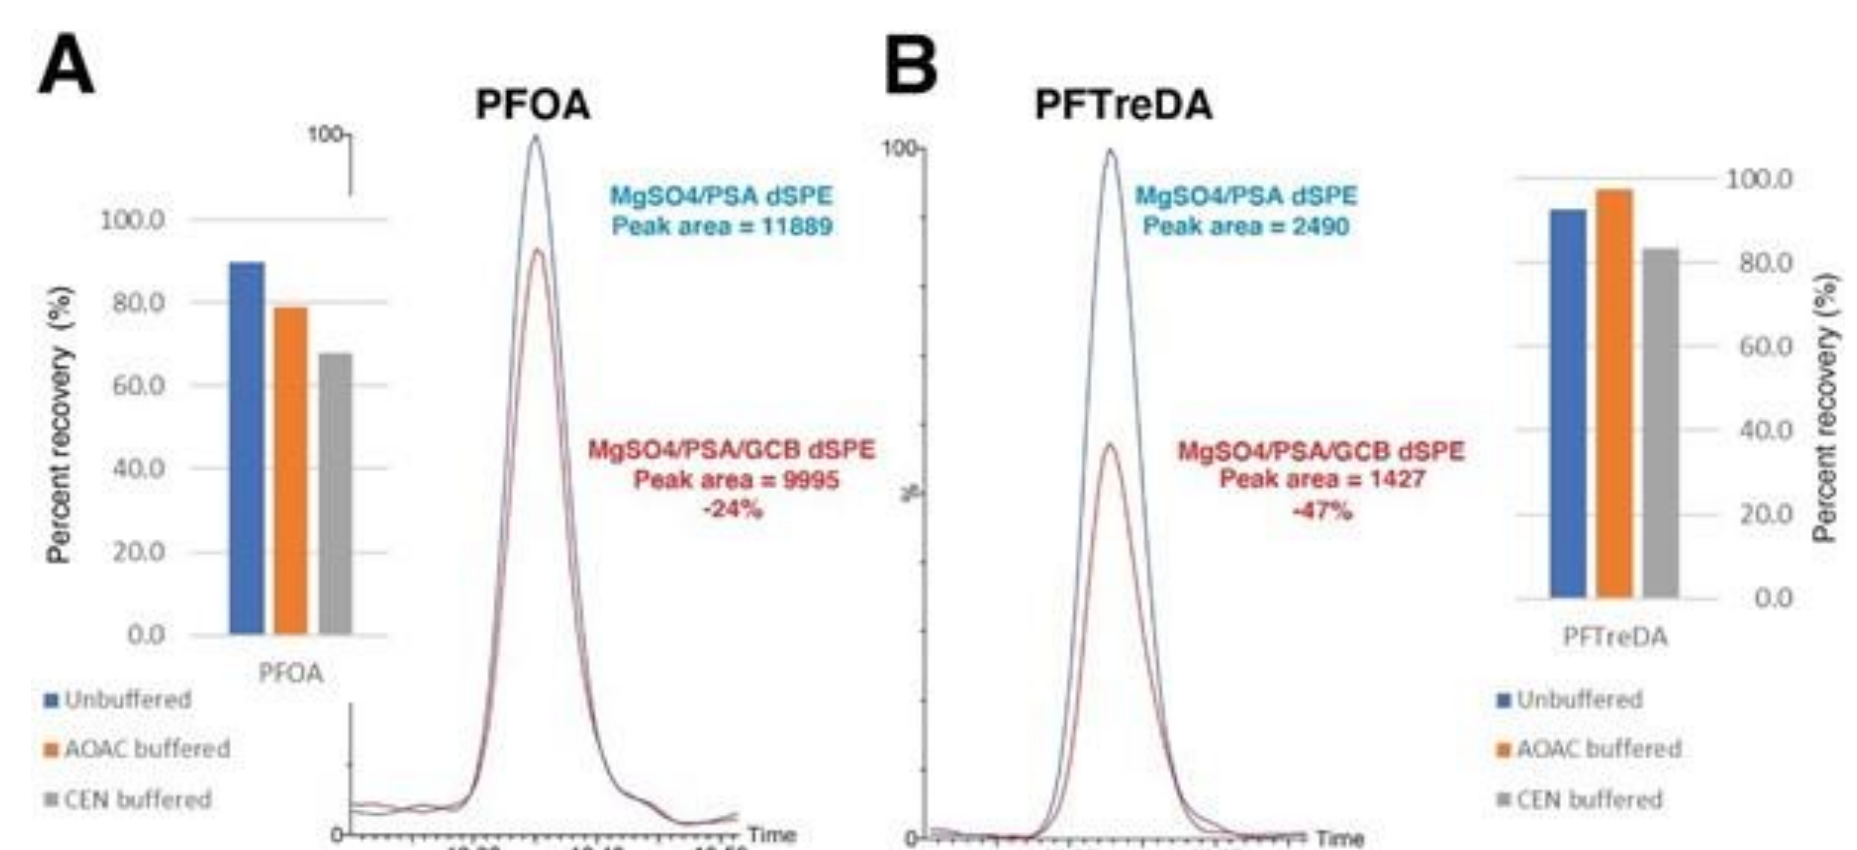 A
PFOA
100
MgSO4/PSA dSPE
Peak area = 11889
MgSO4/PSA/GCB dSPE
Peak area = 9995
-24%
0
Time
Percent recovery (%)
100.0
80.0
60.0
40.0
20.0
0.0
PFOA
Unbuffered
AOAC buffered
CEN buffered
B
PFTreDA
100
%
0
MgSO4/PSA dSPE
Peak area = 2490
MgSO4/PSA/GCB dSPE
Peak area = 1427
-47%
Time
100.0
80.0
60.0
40.0
20.0
0.0
Percent recovery (%)
PFTreDA
Unbuffered
AOAC buffered
CEN buffered